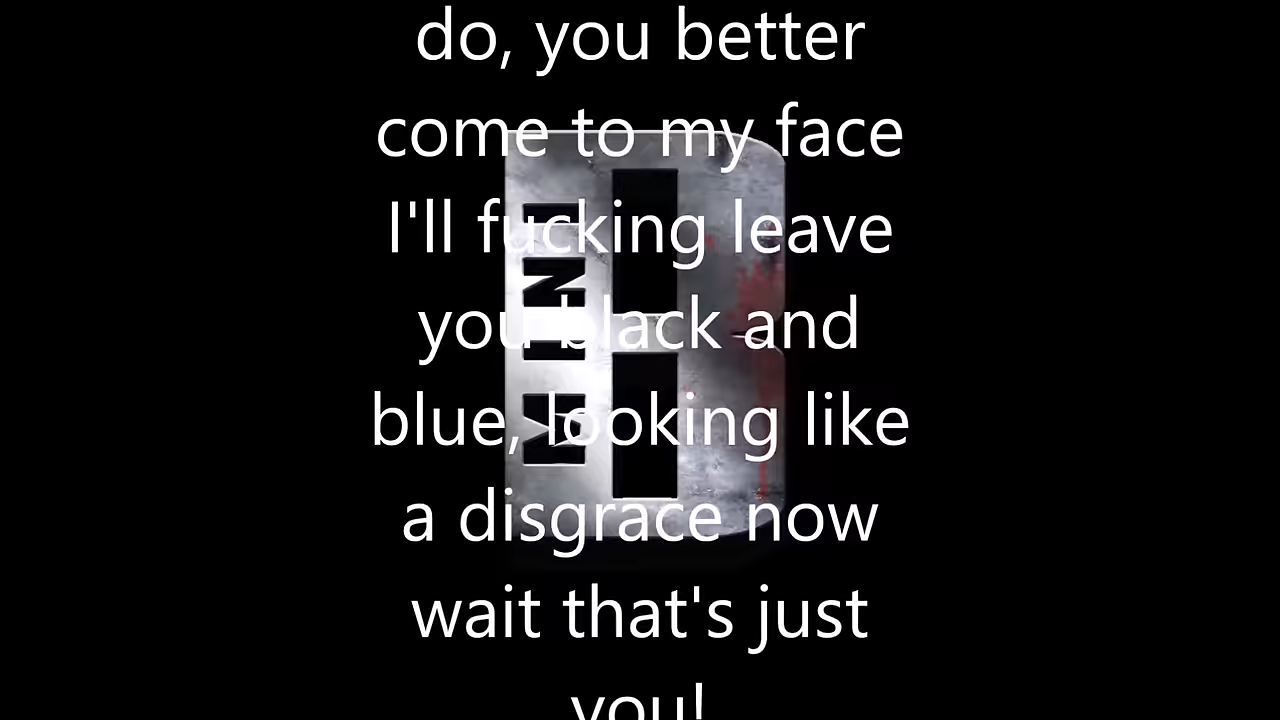 do, you better
come to my face
I'll fucking leave
you black and
blue, looking like
a disgrace now
wait that's just
you!
MINI
B